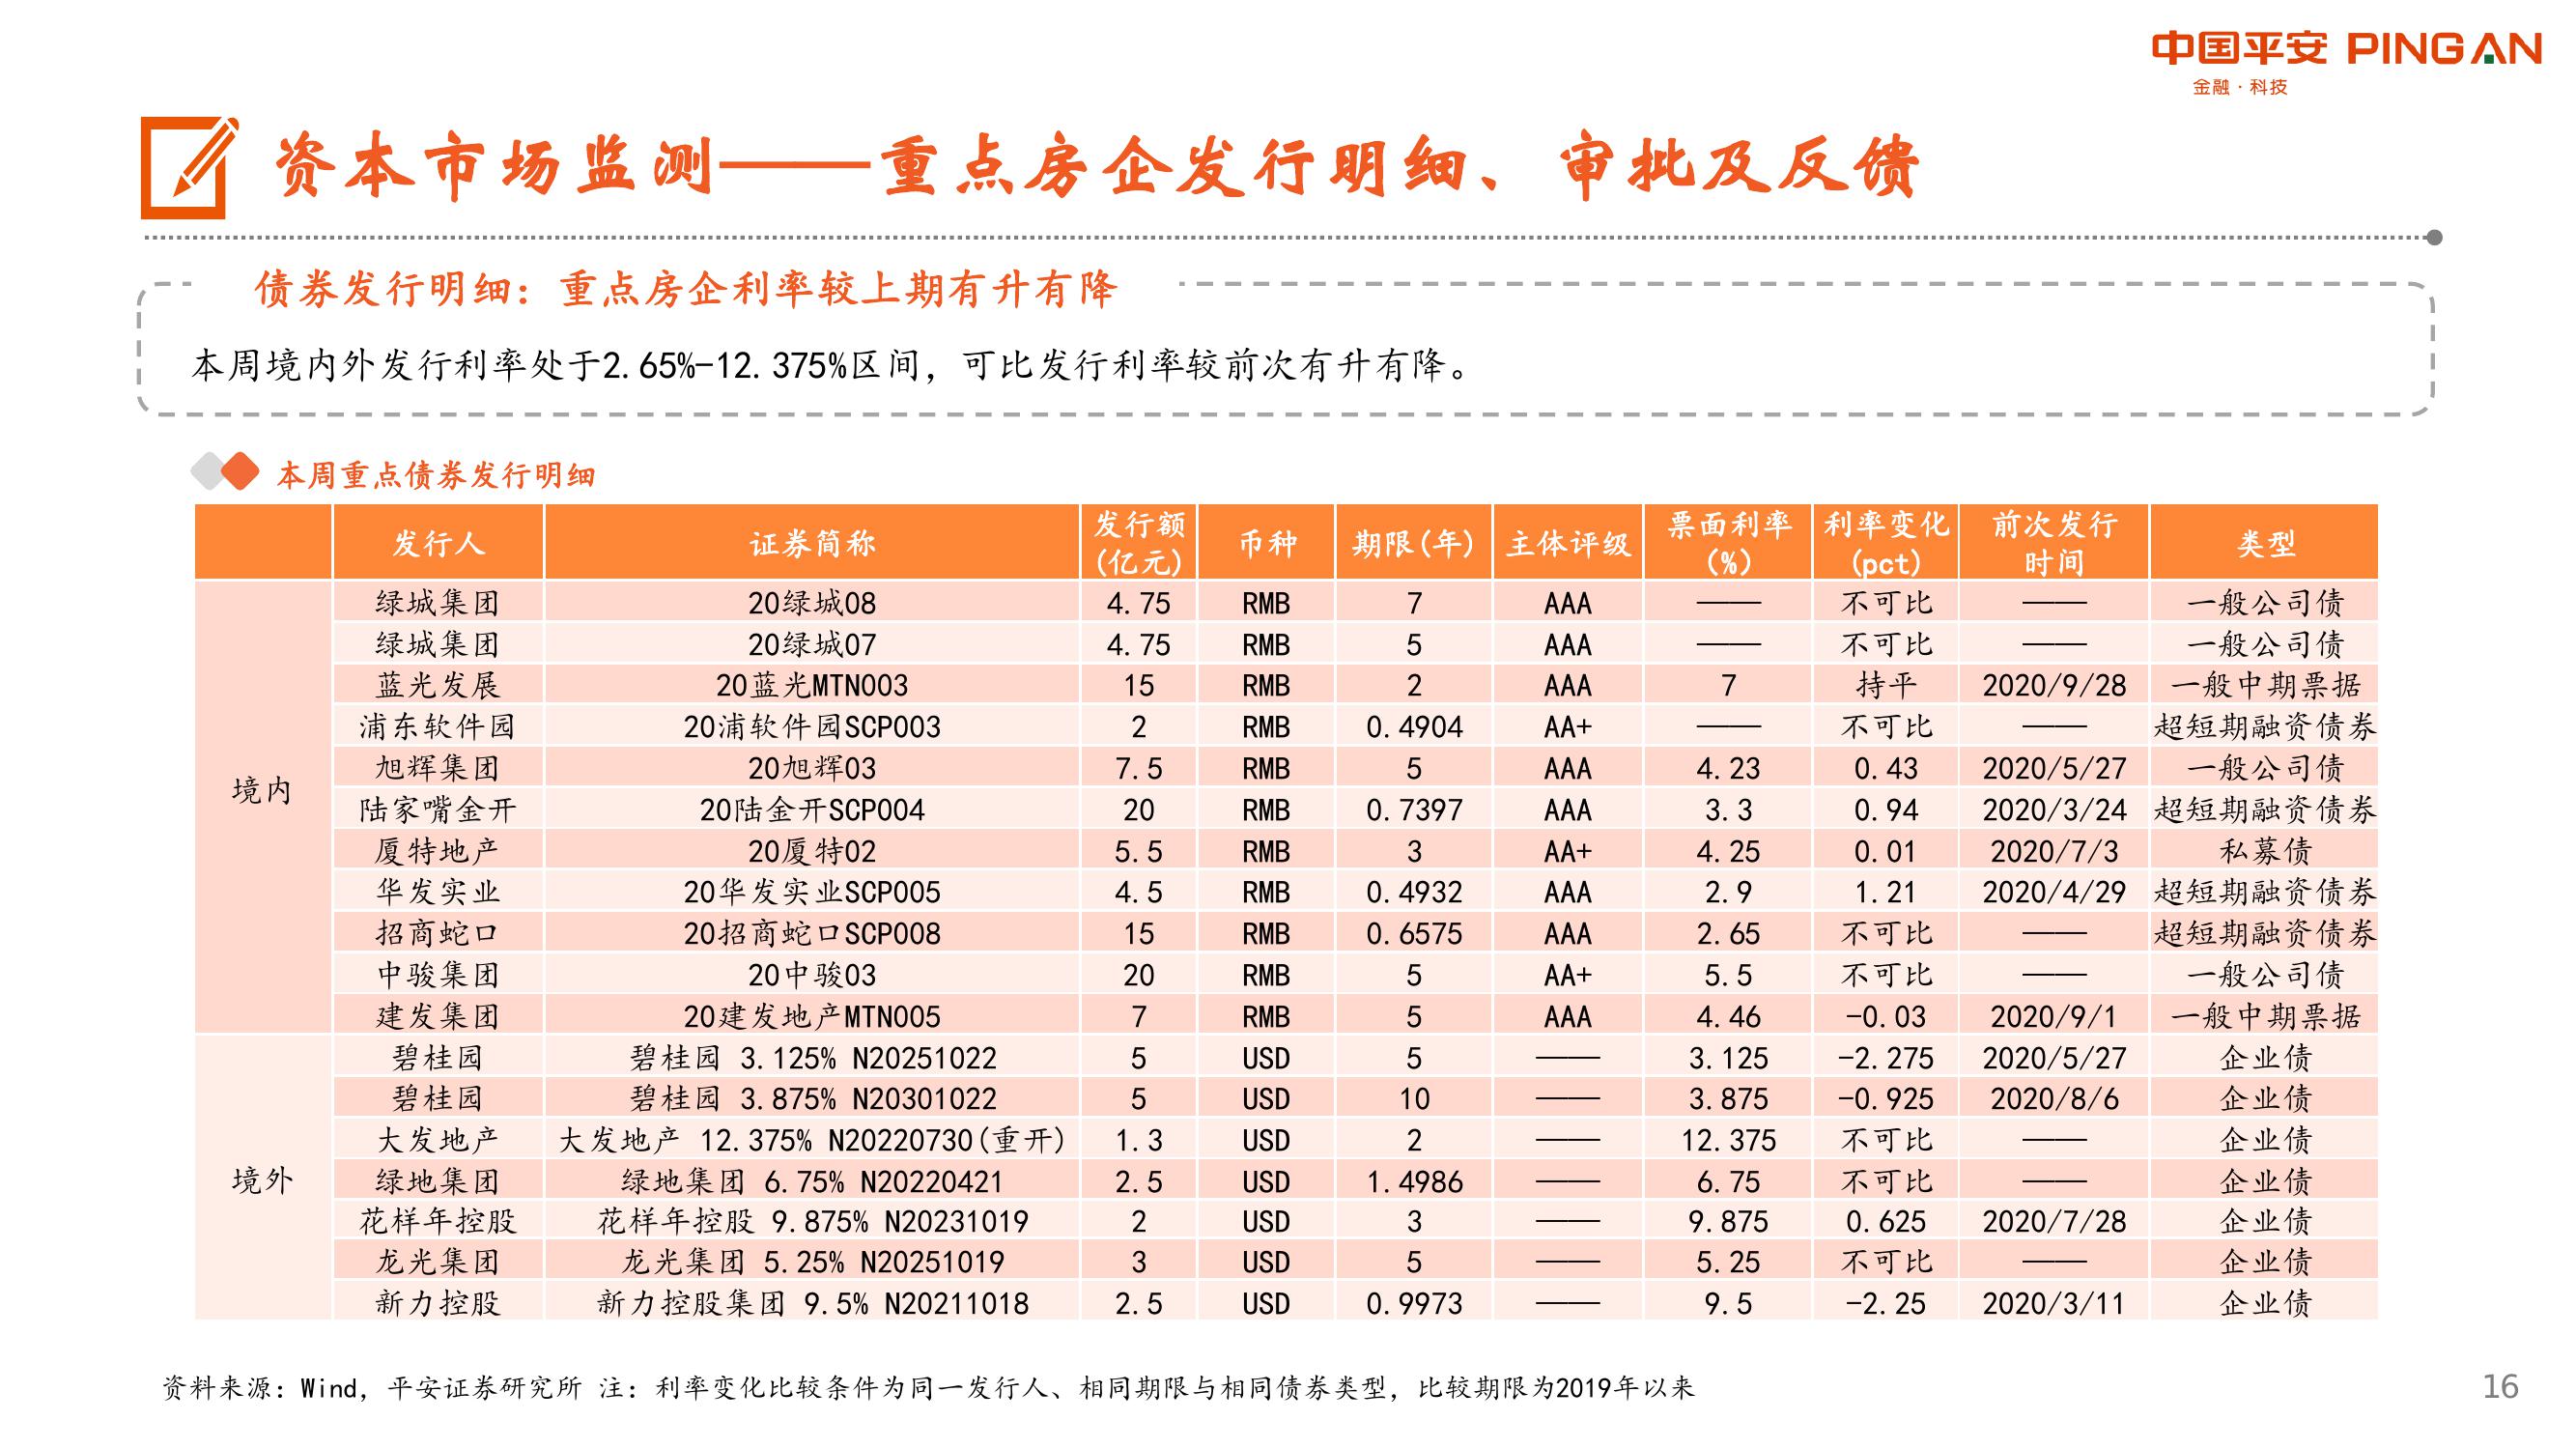 中国平安 PINGAN
金融·科技
资本市场监测——重点房企发行明细、审批及反馈
债券发行明细：重点房企利率较上期有升有降
本周境内外发行利率处于2.65%-12.375%区间，可比发行利率较前次有升有降。
本周重点债券发行明细
发行人 证券简称 发行额(亿元) 币种 期限(年) 主体评级 票面利率(%) 利率变化(pct) 前次发行时间 类型
境内
绿城集团 20绿城08 4.75 RMB 7 AAA —— 不可比 —— 一般公司债
绿城集团 20绿城07 4.75 RMB 5 AAA —— 不可比 —— 一般公司债
蓝光发展 20蓝光MTN003 15 RMB 2 AAA 7 持平 2020/9/28 一般中期票据
浦东软件园 20浦软件园SCP003 2 RMB 0.4904 AA+ —— 不可比 —— 超短期融资债券
旭辉集团 20旭辉03 7.5 RMB 5 AAA 4.23 0.43 2020/5/27 一般公司债
陆家嘴金开 20陆金开SCP004 20 RMB 0.7397 AAA 3.3 0.94 2020/3/24 超短期融资债券
厦特地产 20厦特02 5.5 RMB 3 AA+ 4.25 0.01 2020/7/3 私募债
华发实业 20华发实业SCP005 4.5 RMB 0.4932 AAA 2.9 1.21 2020/4/29 超短期融资债券
招商蛇口 20招商蛇口SCP008 15 RMB 0.6575 AAA 2.65 不可比 —— 超短期融资债券
中骏集团 20中骏03 20 RMB 5 AA+ 5.5 不可比 —— 一般公司债
建发集团 20建发地产MTN005 7 RMB 5 AAA 4.46 -0.03 2020/9/1 一般中期票据
境外
碧桂园 碧桂园 3.125% N20251022 5 USD 5 —— 3.125 -2.275 2020/5/27 企业债
碧桂园 碧桂园 3.875% N20301022 5 USD 10 —— 3.875 -0.925 2020/8/6 企业债
大发地产 大发地产 12.375% N20220730(重开) 1.3 USD 2 —— 12.375 不可比 —— 企业债
绿地集团 绿地集团 6.75% N20220421 2.5 USD 1.4986 —— 6.75 不可比 —— 企业债
花样年控股 花样年控股 9.875% N20231019 2 USD 3 —— 9.875 0.625 2020/7/28 企业债
龙光集团 龙光集团 5.25% N20251019 3 USD 5 —— 5.25 不可比 —— 企业债
新力控股 新力控股集团 9.5% N20211018 2.5 USD 0.9973 —— 9.5 -2.25 2020/3/11 企业债
资料来源：Wind，平安证券研究所 注：利率变化比较条件为同一发行人、相同期限与相同债券类型，比较期限为2019年以来
16